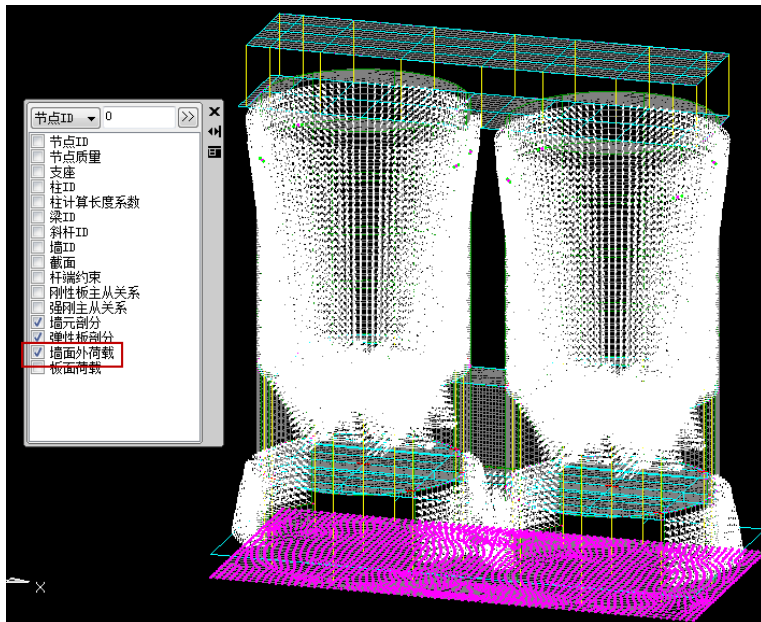 节点ID 0 >>
节点ID
节点质量
支座
柱ID
柱计算长度系数
梁ID
斜杆ID
墙ID
截面
杆端约束
刚性板主从关系
强刚主从关系
墙元剖分
弹性板剖分
墙面外荷载
板面荷载
X